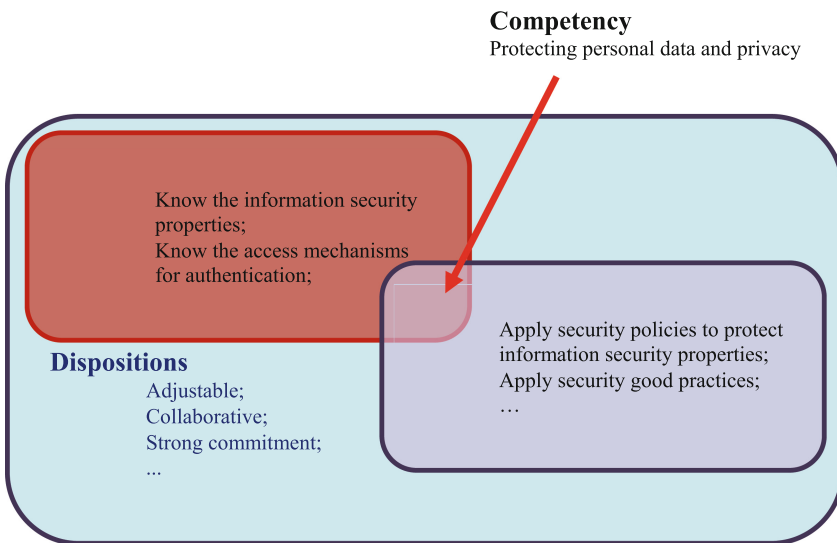 Competency
Protecting personal data and privacy
Know the information security
properties;
Know the access mechanisms
for authentication;
Apply security policies to protect
information security properties;
Apply security good practices;
…
Dispositions
Adjustable;
Collaborative;
Strong commitment;
...